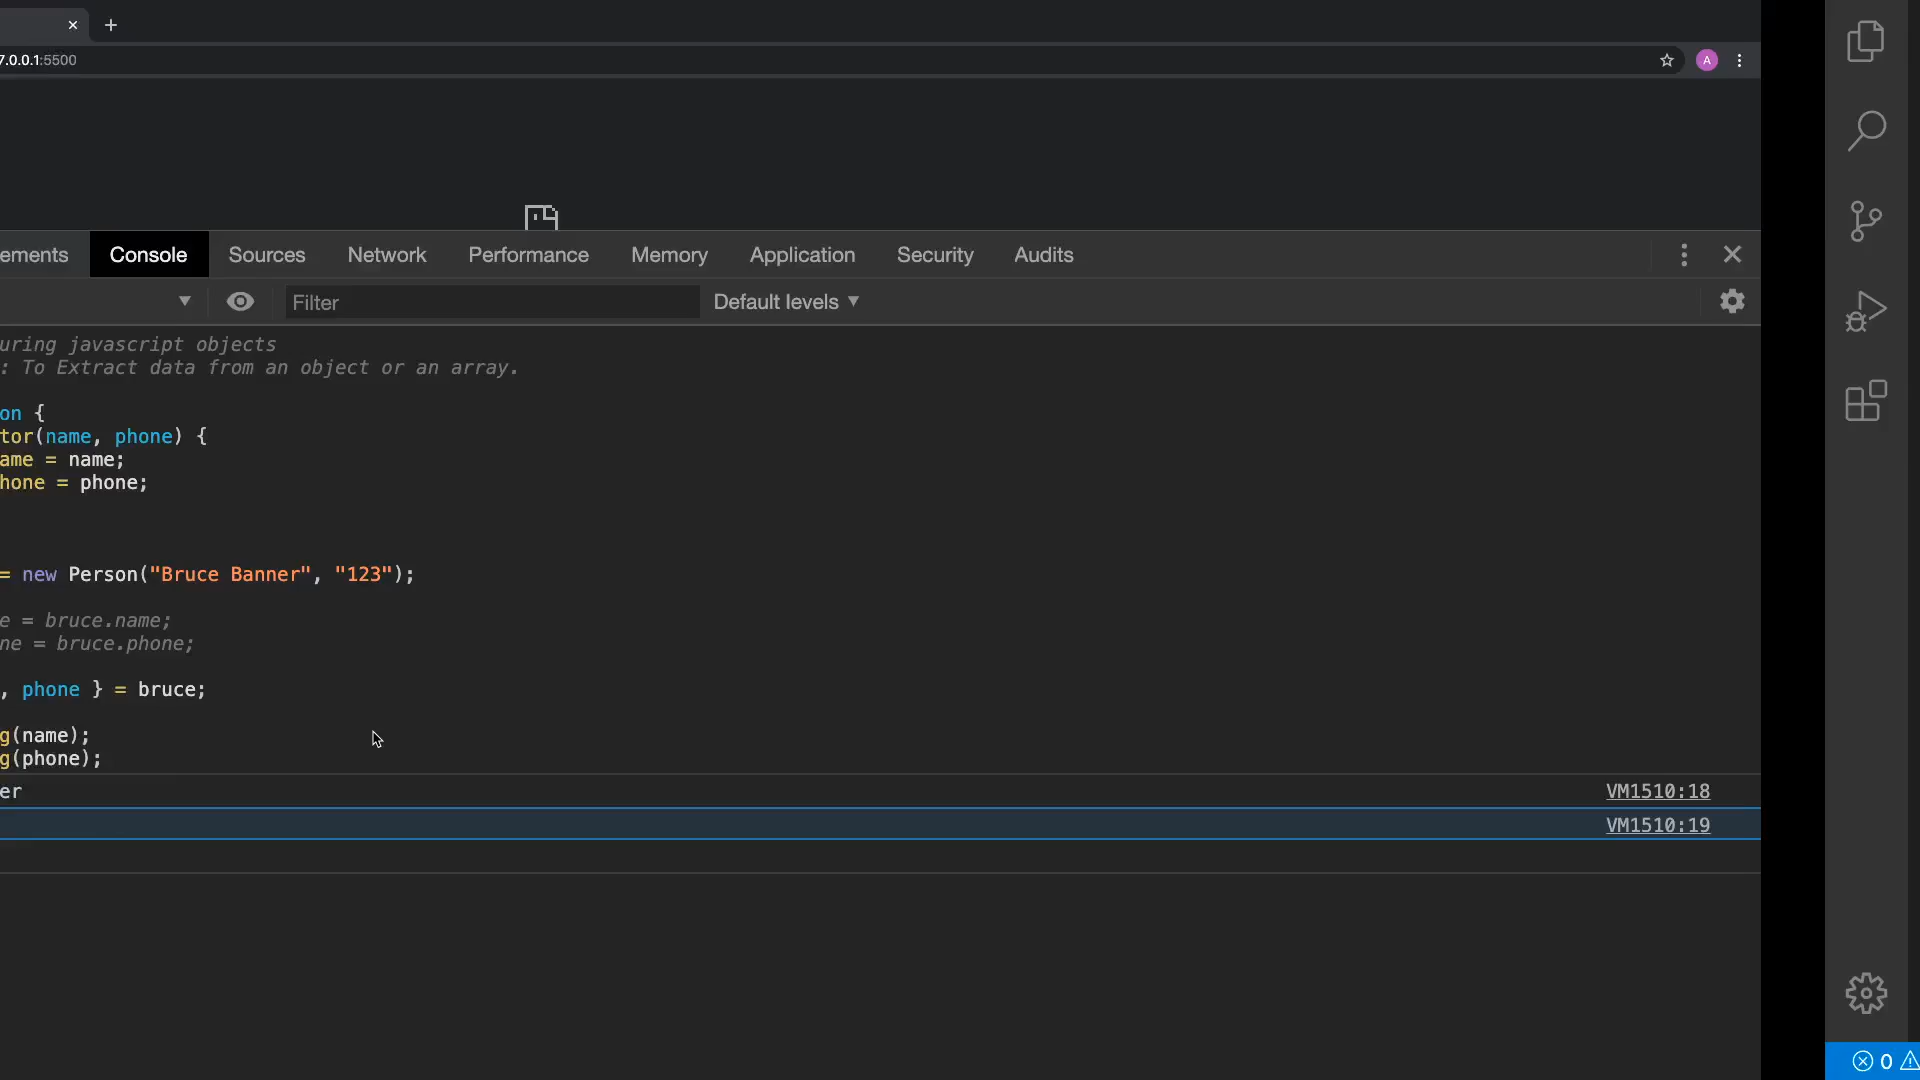 7.0.0.1:5500
A
ements Console Sources Network Performance Memory Application Security Audits
Filter Default levels
uring javascript objects
: To Extract data from an object or an array.
on {
tor(name, phone) {
ame = name;
hone = phone;
= new Person("Bruce Banner", "123");
e = bruce.name;
ne = bruce.phone;
, phone } = bruce;
g(name);
g(phone);
er VM1510:18
VM1510:19
0